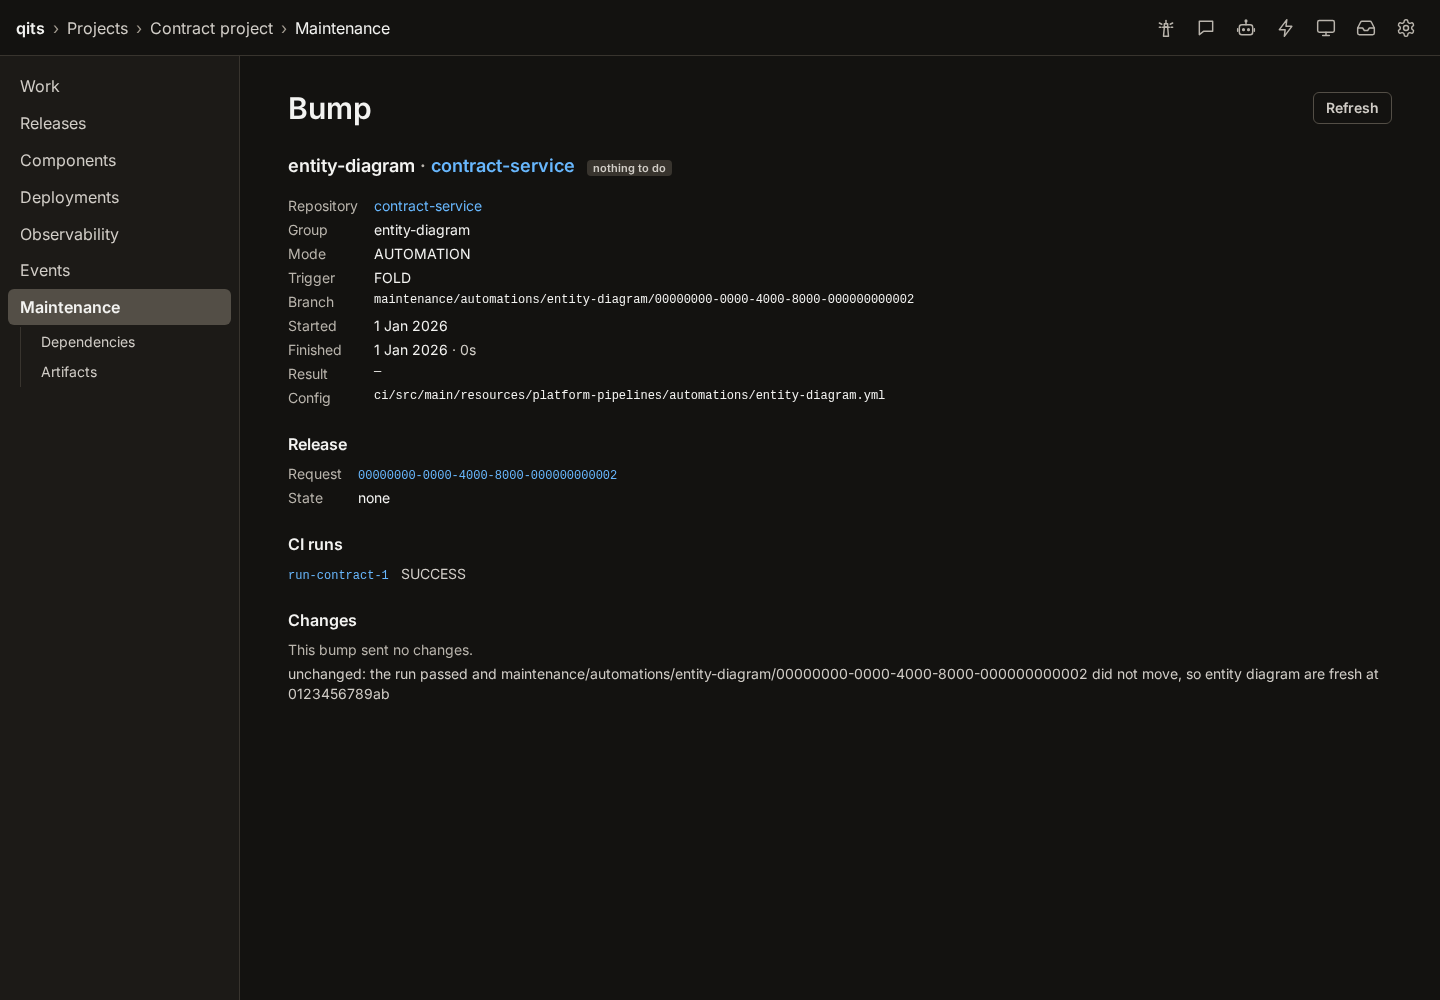 qits › Projects › Contract project › Maintenance
Work
Releases
Components
Deployments
Observability
Events
Maintenance
Dependencies
Artifacts
Bump
Refresh
entity-diagram · contract-service nothing to do
Repository contract-service
Group entity-diagram
Mode AUTOMATION
Trigger FOLD
Branch maintenance/automations/entity-diagram/00000000-0000-4000-8000-000000000002
Started 1 Jan 2026
Finished 1 Jan 2026 · 0s
Result –
Config ci/src/main/resources/platform-pipelines/automations/entity-diagram.yml
Release
Request 00000000-0000-4000-8000-000000000002
State none
CI runs
run-contract-1 SUCCESS
Changes
This bump sent no changes.
unchanged: the run passed and maintenance/automations/entity-diagram/00000000-0000-4000-8000-000000000002 did not move, so entity diagram are fresh at
0123456789ab